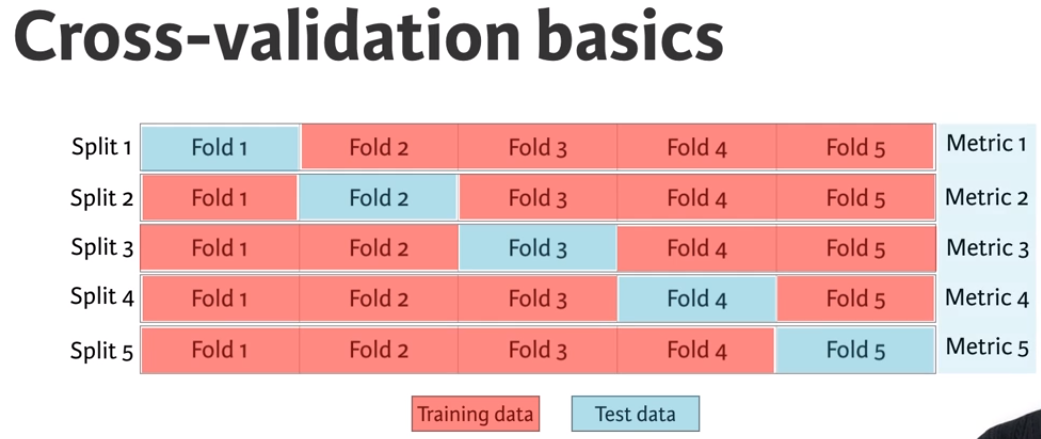 Cross-validation basics
Split 1 Fold 1 Fold 2 Fold 3 Fold 4 Fold 5 Metric 1
Split 2 Fold 1 Fold 2 Fold 3 Fold 4 Fold 5 Metric 2
Split 3 Fold 1 Fold 2 Fold 3 Fold 4 Fold 5 Metric 3
Split 4 Fold 1 Fold 2 Fold 3 Fold 4 Fold 5 Metric 4
Split 5 Fold 1 Fold 2 Fold 3 Fold 4 Fold 5 Metric 5
Training data Test data